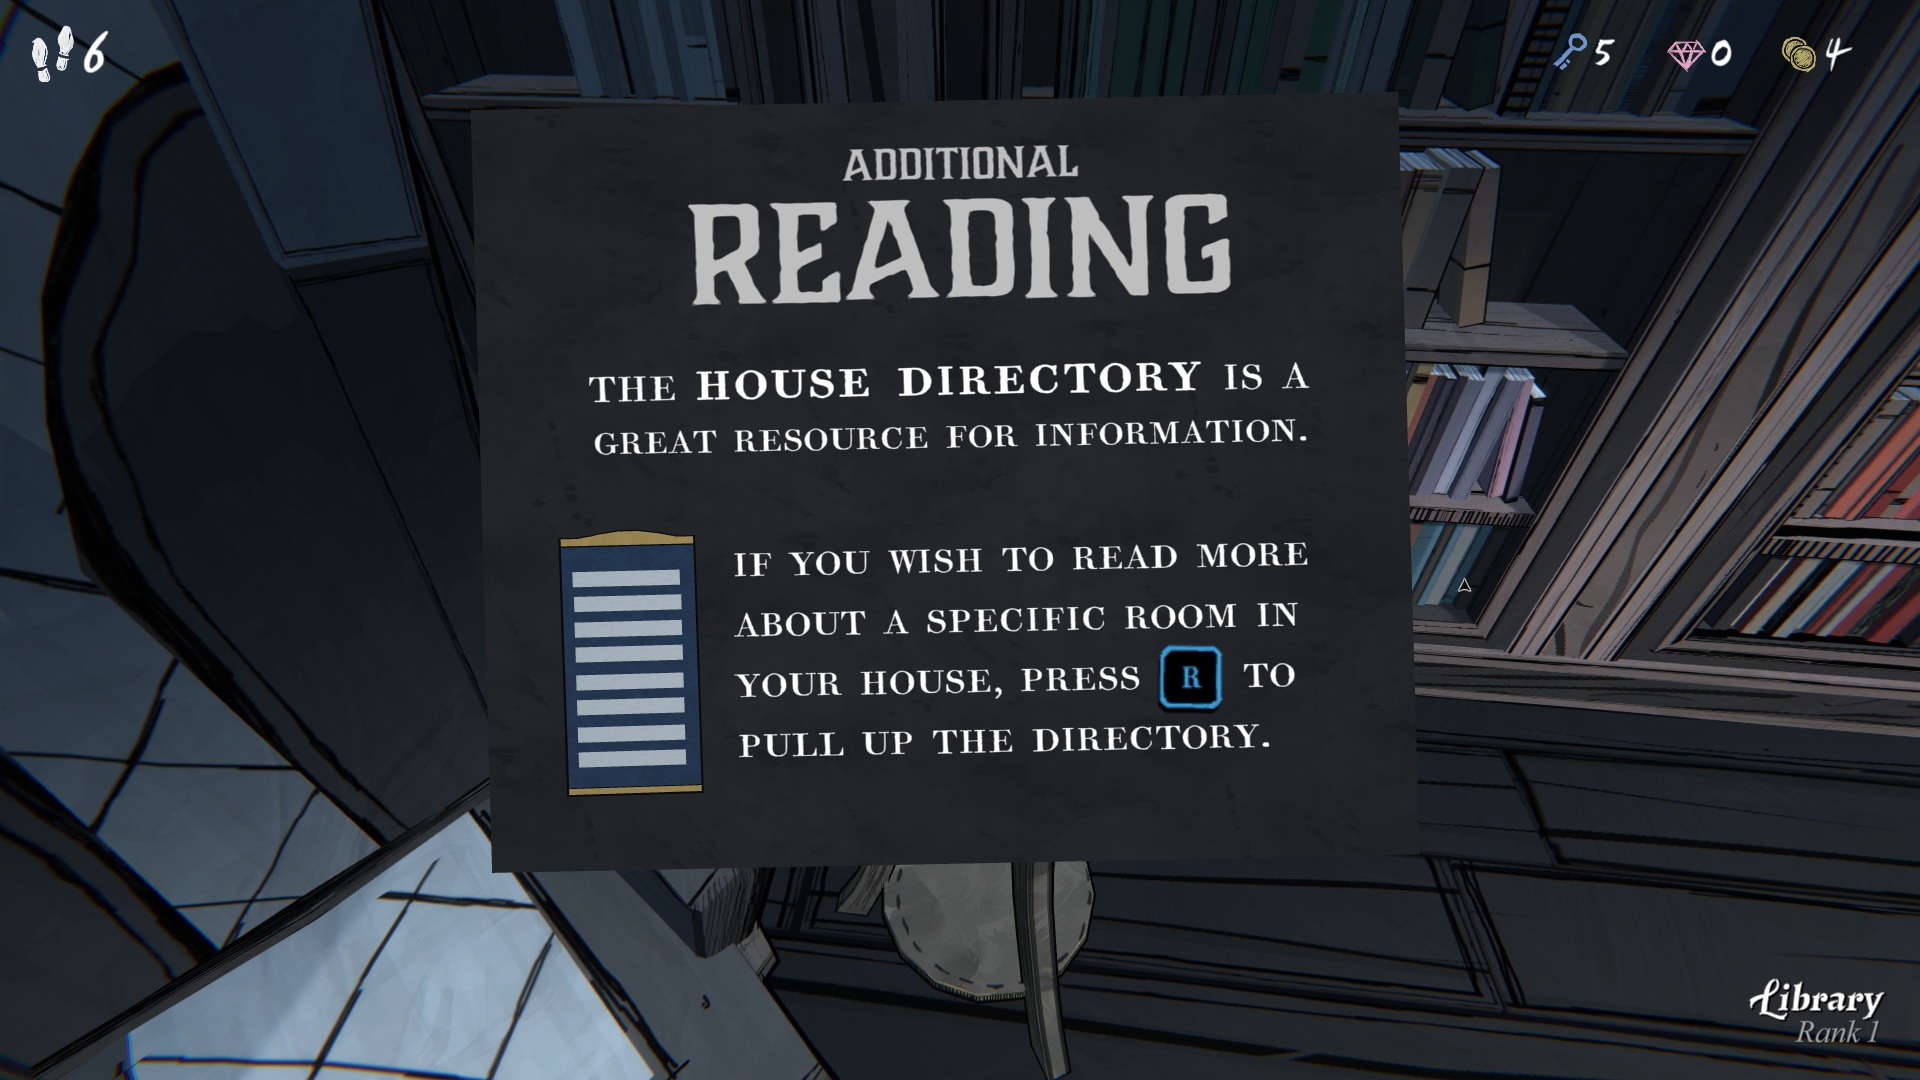 6
5
0
4
ADDITIONAL
READING
THE HOUSE DIRECTORY IS A
GREAT RESOURCE FOR INFORMATION.
IF YOU WISH TO READ MORE
ABOUT A SPECIFIC ROOM IN
YOUR HOUSE, PRESS R TO
PULL UP THE DIRECTORY.
Library
Rank 1